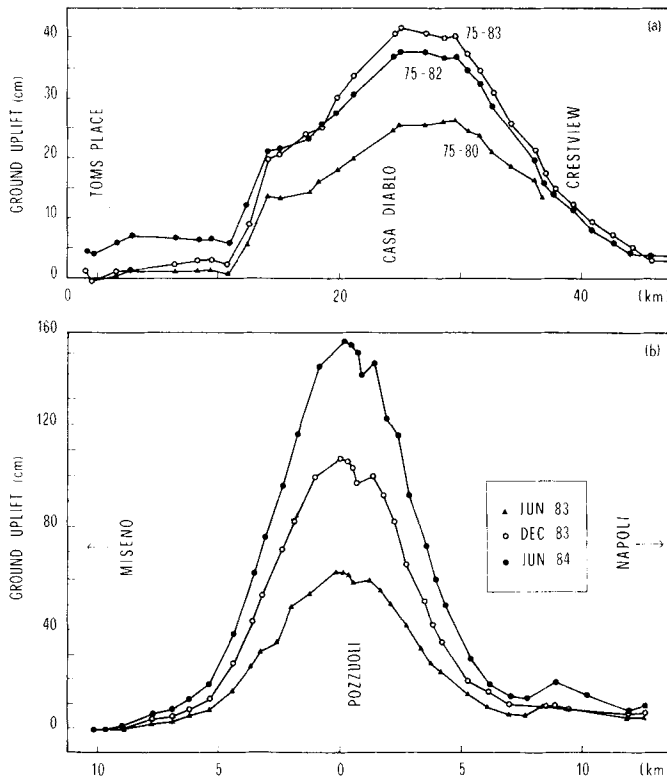 (a)
GROUND UPLIFT (cm)
50
40
30
20
10
0
75-83
75-82
75-80
TOMS PLACE
CASA DIABLO
CRESTVIEW
0
20
40
(km
(b)
GROUND UPLIFT (cm)
160
120
80
40
0
MISENO
POZZUOLI
NAPOLI
JUN 83
DEC 83
JUN 84
10
5
0
5
10
(km